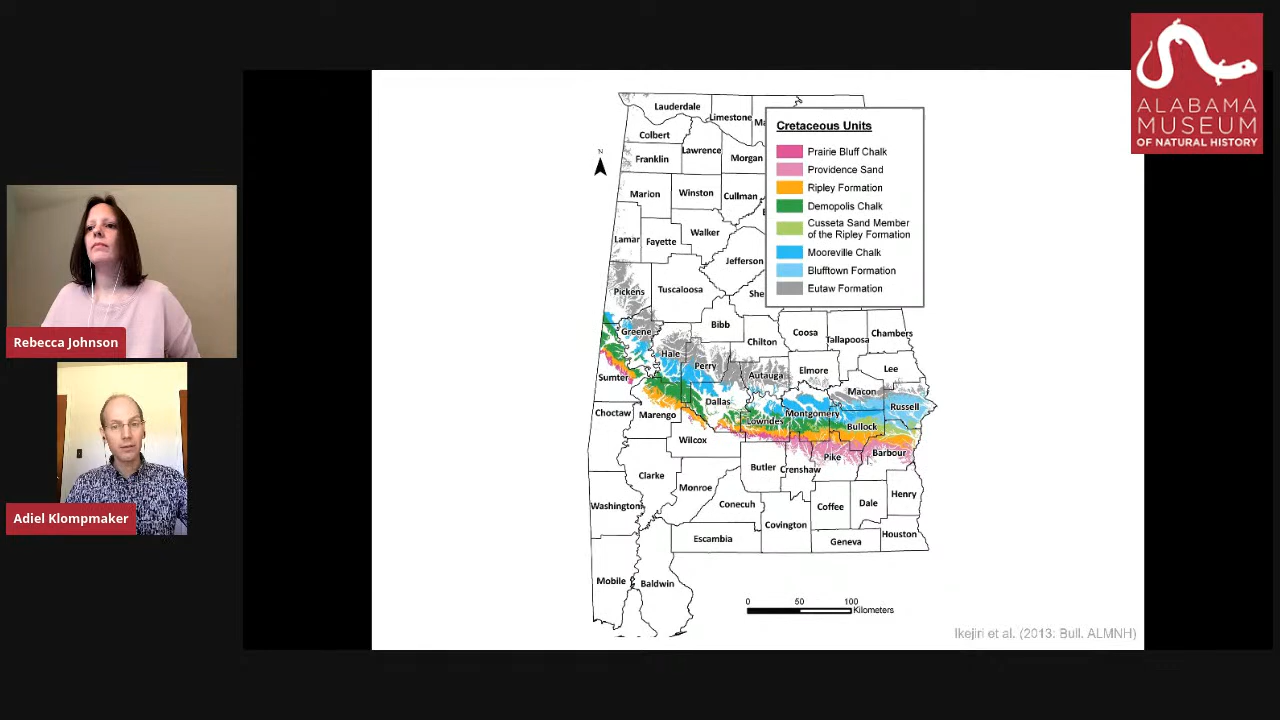 ALABAMA
MUSEUM
OF NATURAL HISTORY
Rebecca Johnson
Adiel Klompmaker
Cretaceous Units
Prairie Bluff Chalk
Providence Sand
Ripley Formation
Demopolis Chalk
Cusseta Sand Member
of the Ripley Formation
Mooreville Chalk
Blufftown Formation
Eutaw Formation
N
Lauderdale
Limestone
Ma
Colbert
Lawrence
Franklin
Morgan
Marion
Winston
Cullman
Lamar
Fayette
Walker
Jefferson
Pickens
Tuscaloosa
She
Greene
Bibb
Chilton
Coosa
Tallapoosa
Chambers
Hale
Perry
Autauga
Elmore
Lee
Sumter
Macon
Russell
Choctaw
Marengo
Dallas
Lowndes
Montgomery
Bullock
Wilcox
Butler
Crenshaw
Pike
Barbour
Clarke
Monroe
Conecuh
Coffee
Dale
Henry
Washington
Covington
Escambia
Geneva
Houston
Mobile
Baldwin
0 50 100
Kilometers
Ikejiri et al. (2013: Bull. ALMNH)